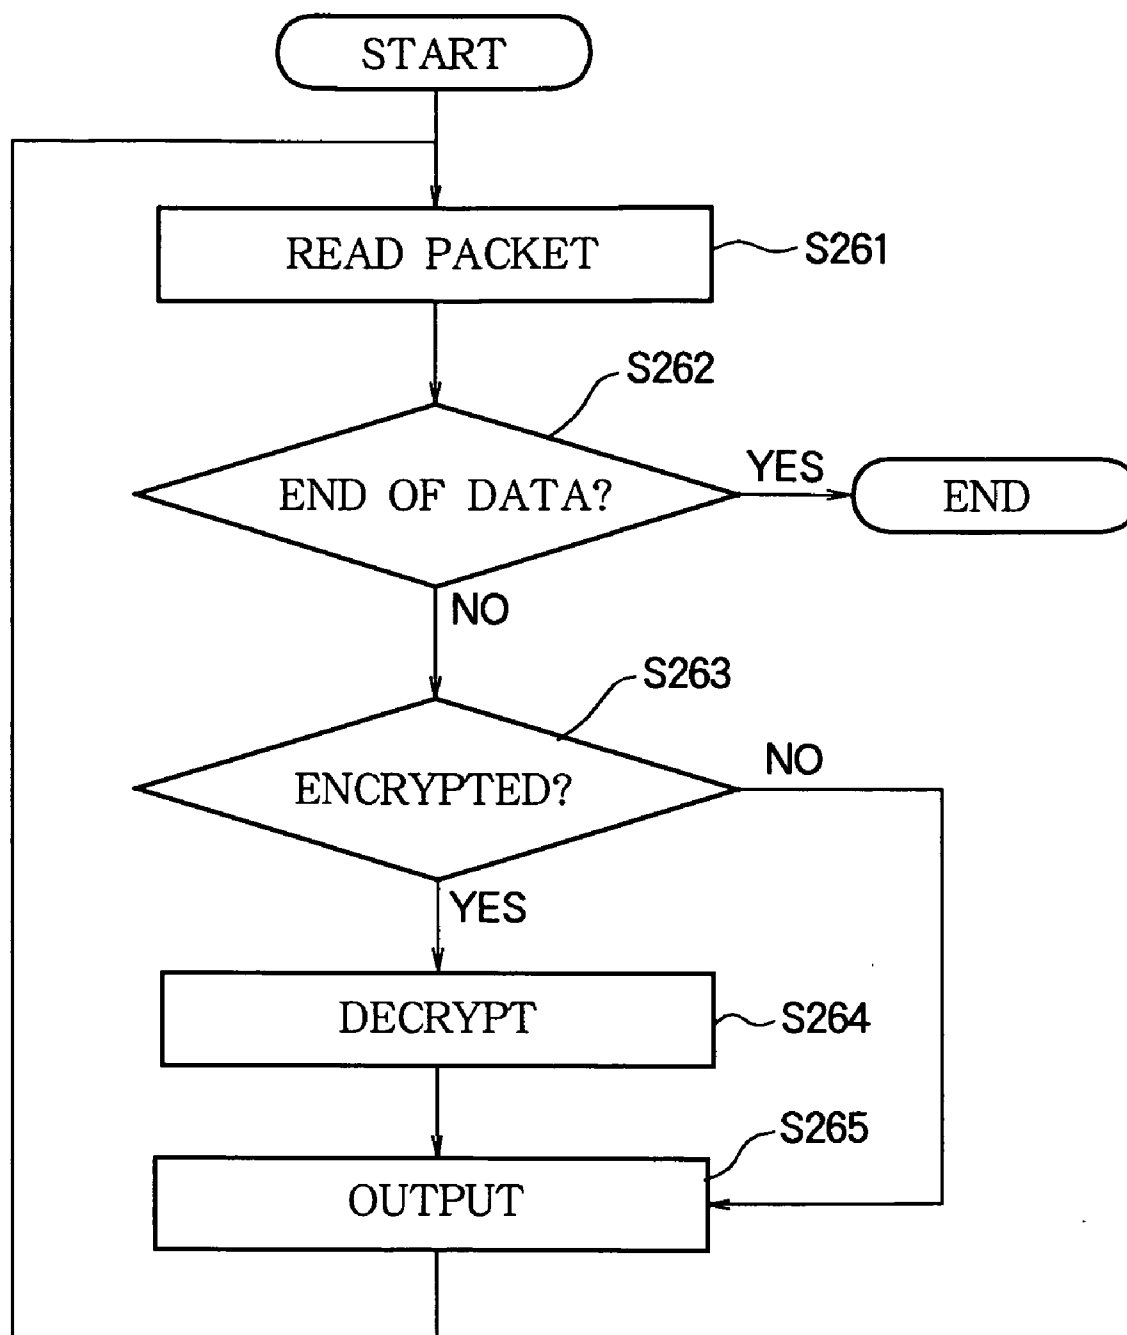 START
READ PACKET
S261
S262
END OF DATA?
YES
END
NO
S263
ENCRYPTED?
NO
YES
DECRYPT
S264
S265
OUTPUT